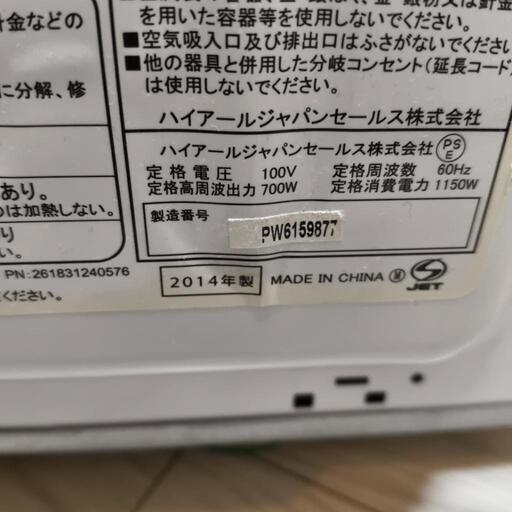 計金などの
に分解、修
あり。
のは加熱しない。
り
PN:261831240576
ください。
を用いた容器等を使用しないでください。
■空気吸入口及び排出口はふさがないでください
■他の器具と併用した分岐コンセント(延長コード
は使用しないでください。
ハイアールジャパンセールス株式会社
ハイアールジャパンセールス株式会社
PS
E
定格電圧 100V 定格周波数 60Hz
定格高周波出力 700W 定格消費電力 1150W
製造番号 PW6159877
2014年製 MADE IN CHINA
JET